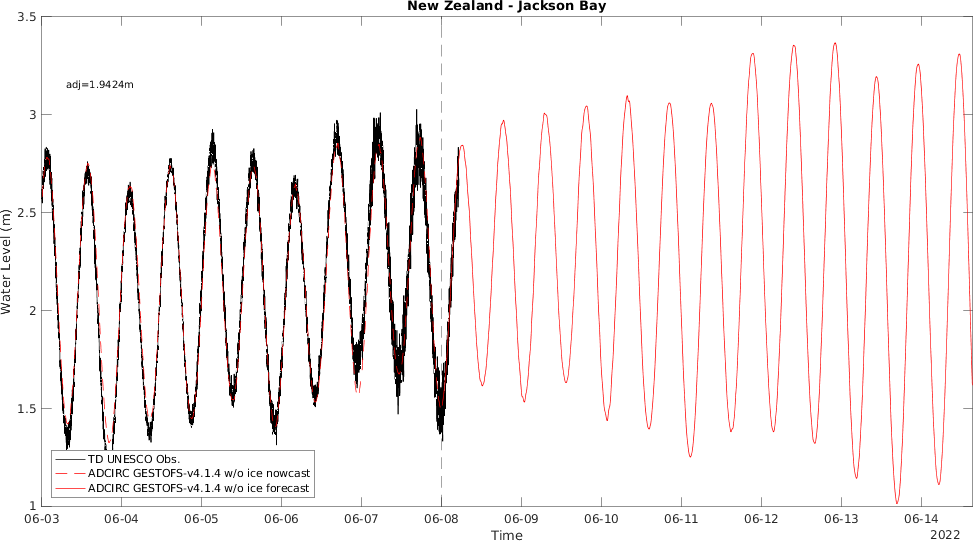 New Zealand - Jackson Bay
3.5
3
2.5
2
1.5
1
Water Level (m)
adj=1.9424m
TD UNESCO Obs.
ADCIRC GESTOFS-v4.1.4 w/o ice nowcast
ADCIRC GESTOFS-v4.1.4 w/o ice forecast
06-03 06-04 06-05 06-06 06-07 06-08 06-09 06-10 06-11 06-12 06-13 06-14
Time
2022